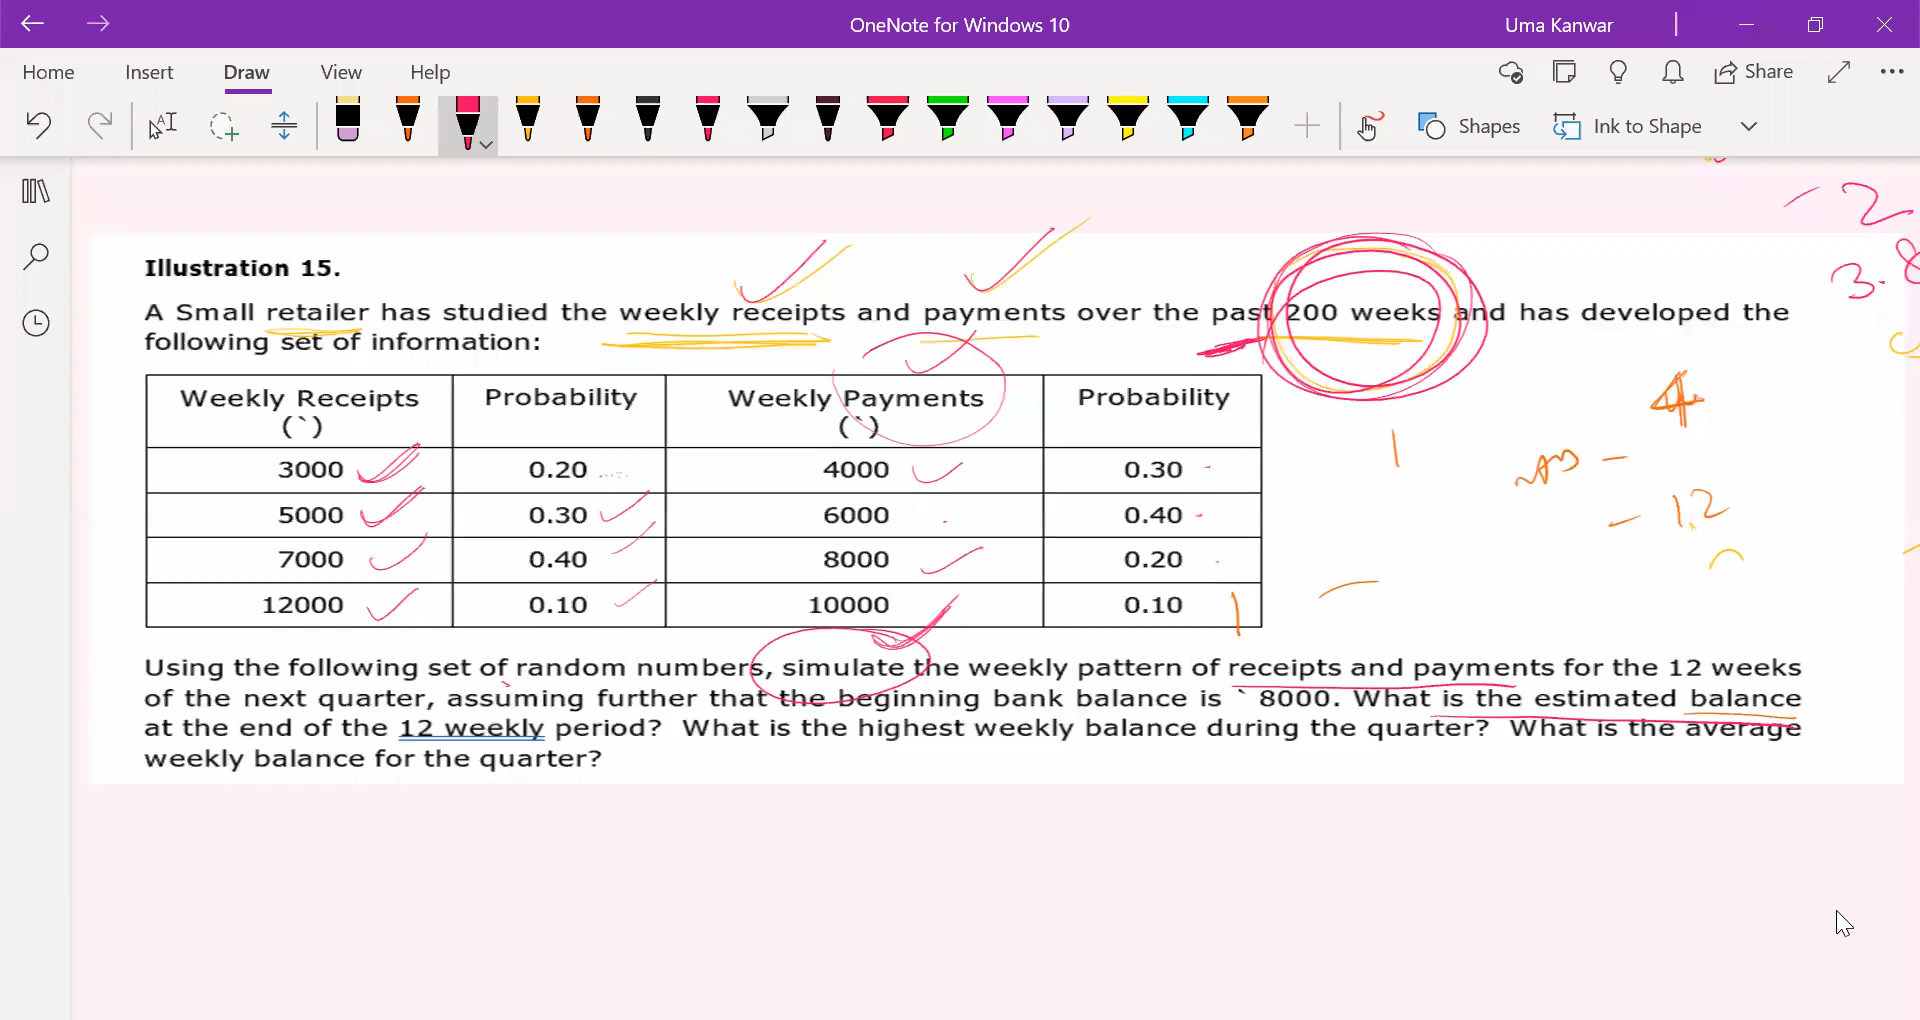 OneNote for Windows 10
Uma Kanwar
Home Insert Draw View Help
Share
Shapes
Ink to Shape
- 2
3.8
Illustration 15.
A Small retailer has studied the weekly receipts and payments over the past 200 weeks and has developed the
following set of information:
Weekly Receipts (`) Probability Weekly Payments (`) Probability
3000 0.20 4000 0.30
5000 0.30 6000 0.40
7000 0.40 8000 0.20
12000 0.10 10000 0.10
4
- 12
Using the following set of random numbers, simulate the weekly pattern of receipts and payments for the 12 weeks
of the next quarter, assuming further that the beginning bank balance is ` 8000. What is the estimated balance
at the end of the 12 weekly period? What is the highest weekly balance during the quarter? What is the average
weekly balance for the quarter?